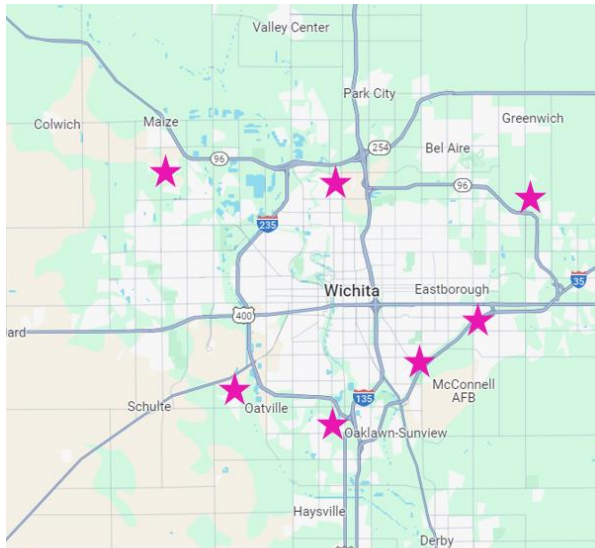 Valley Center
Park City
Colwich
Maize
Greenwich
254
Bel Aire
96
96
235
35
Wichita
Eastborough
400
ard
McConnell
AFB
135
Schulte
Oatville
Oaklawn-Sunview
Haysville
Derby